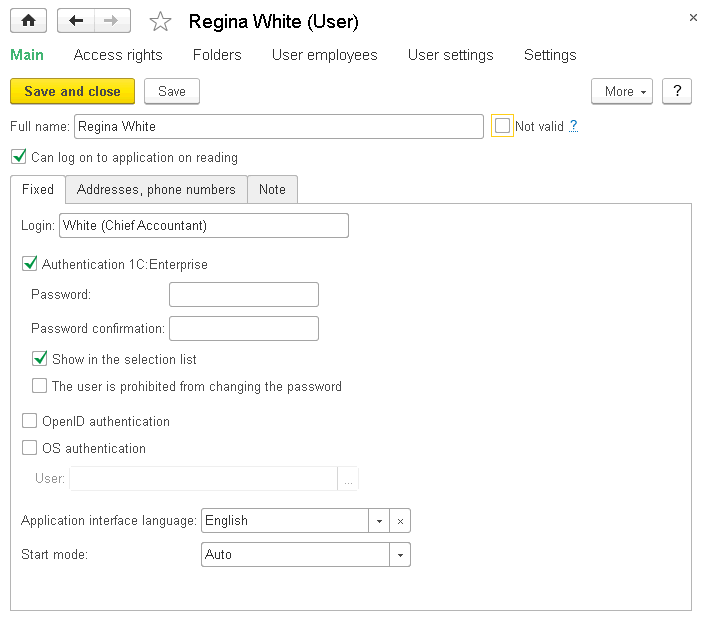 Regina White (User)
Main Access rights Folders User employees User settings Settings
Save and close Save More ?
Full name: Regina White Not valid ?
Can log on to application on reading
Fixed Addresses, phone numbers Note
Login: White (Chief Accountant)
Authentication 1C:Enterprise
Password:
Password confirmation:
Show in the selection list
The user is prohibited from changing the password
OpenID authentication
OS authentication
User: ...
Application interface language: English
Start mode: Auto